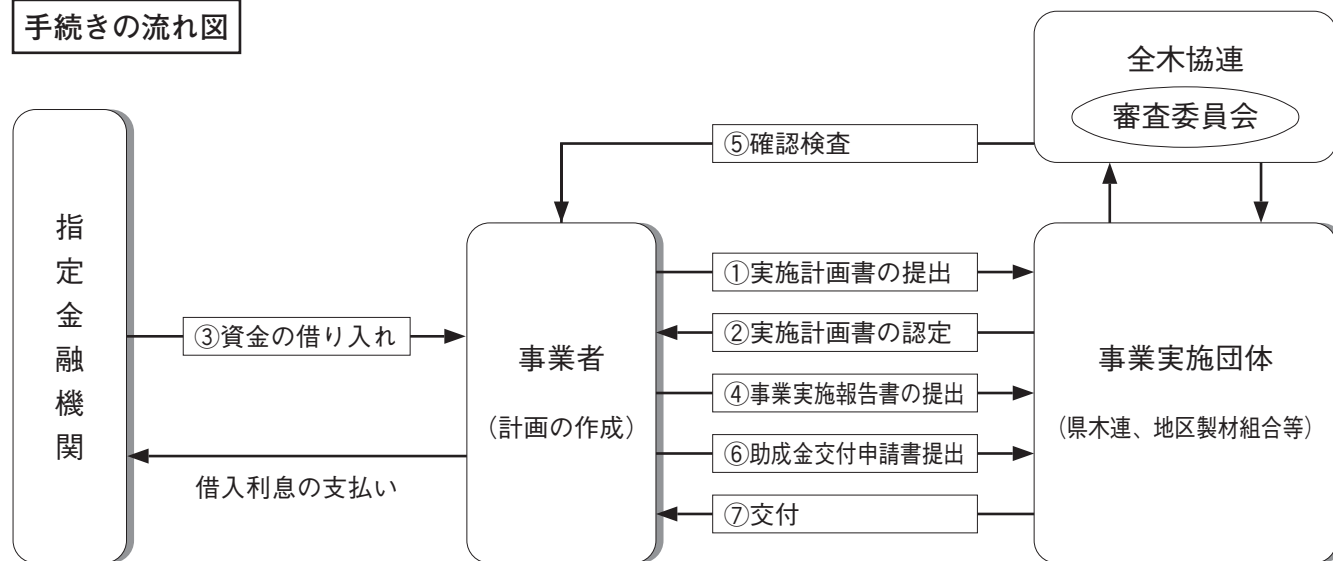 手続きの流れ図
全木協連
審査委員会
⑤確認検査
指定金融機関
①実施計画書の提出
③資金の借り入れ
②実施計画書の認定
事業者
(計画の作成)
事業実施団体
(県木連、地区製材組合等)
④事業実施報告書の提出
⑥助成金交付申請書提出
借入利息の支払い
⑦交付